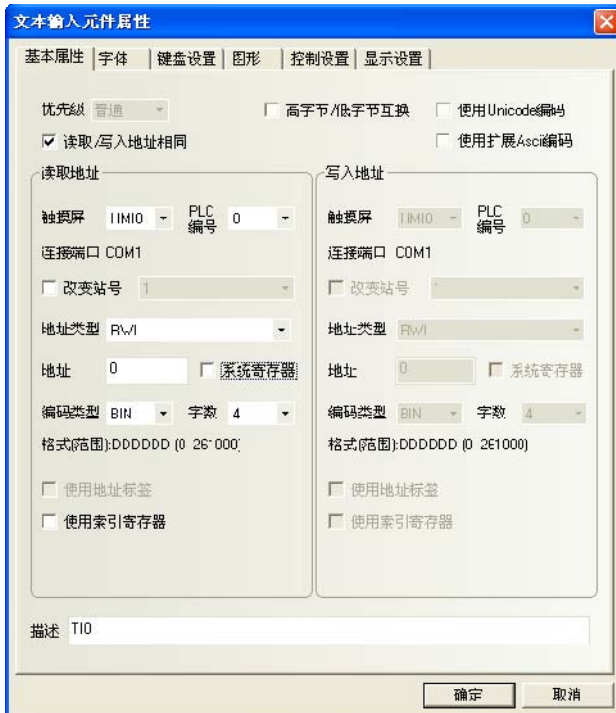 文本输入元件属性
基本属性 字体 键盘设置 图形 控制设置 显示设置
优先级 普通 高字节/低字节互换 使用Unicode编码
读取/写入地址相同 使用扩展Ascii编码
读取地址
触摸屏 HMI0 PLC编号 0
连接端口 COM1
改变站号 1
地址类型 RWI
地址 0 系统寄存器
编码类型 BIN 字数 4
格式(范围):DDDDDD (0
使用地址标签
使用索引寄存器
写入地址
触摸屏 HMI0 PLC编号 0
连接端口 COM1
改变站号
地址类型 RWI
地址 0 系统寄存器
编码类型 BIN 字数 4
格式(范围):DDDDDD (0 261000)
使用地址标签
使用索引寄存器
描述 TI0
确定 取消